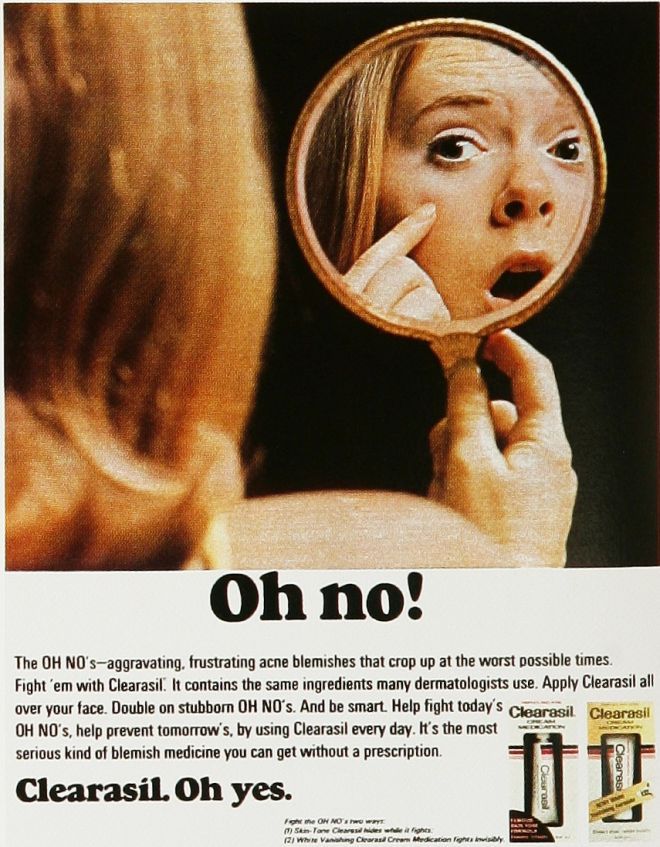 Oh no!
The OH NO's—aggravating, frustrating acne blemishes that crop up at the worst possible times.
Fight 'em with Clearasil. It contains the same ingredients many dermatologists use. Apply Clearasil all
over your face. Double on stubborn OH NO's. And be smart. Help fight today's
OH NO's, help prevent tomorrow's, by using Clearasil every day. It's the most
serious kind of blemish medicine you can get without a prescription.
Clearasil. Oh yes.
Fight the OH NO's two ways:
(1) Skin-Tone Clearasil hides while it fights.
(2) White Vanishing Clearasil Cream Medication fights invisibly.
Clearasil
CREAM
MEDICATION
Clearasil
Clearasil
CREAM
MEDICATION
Clearasil